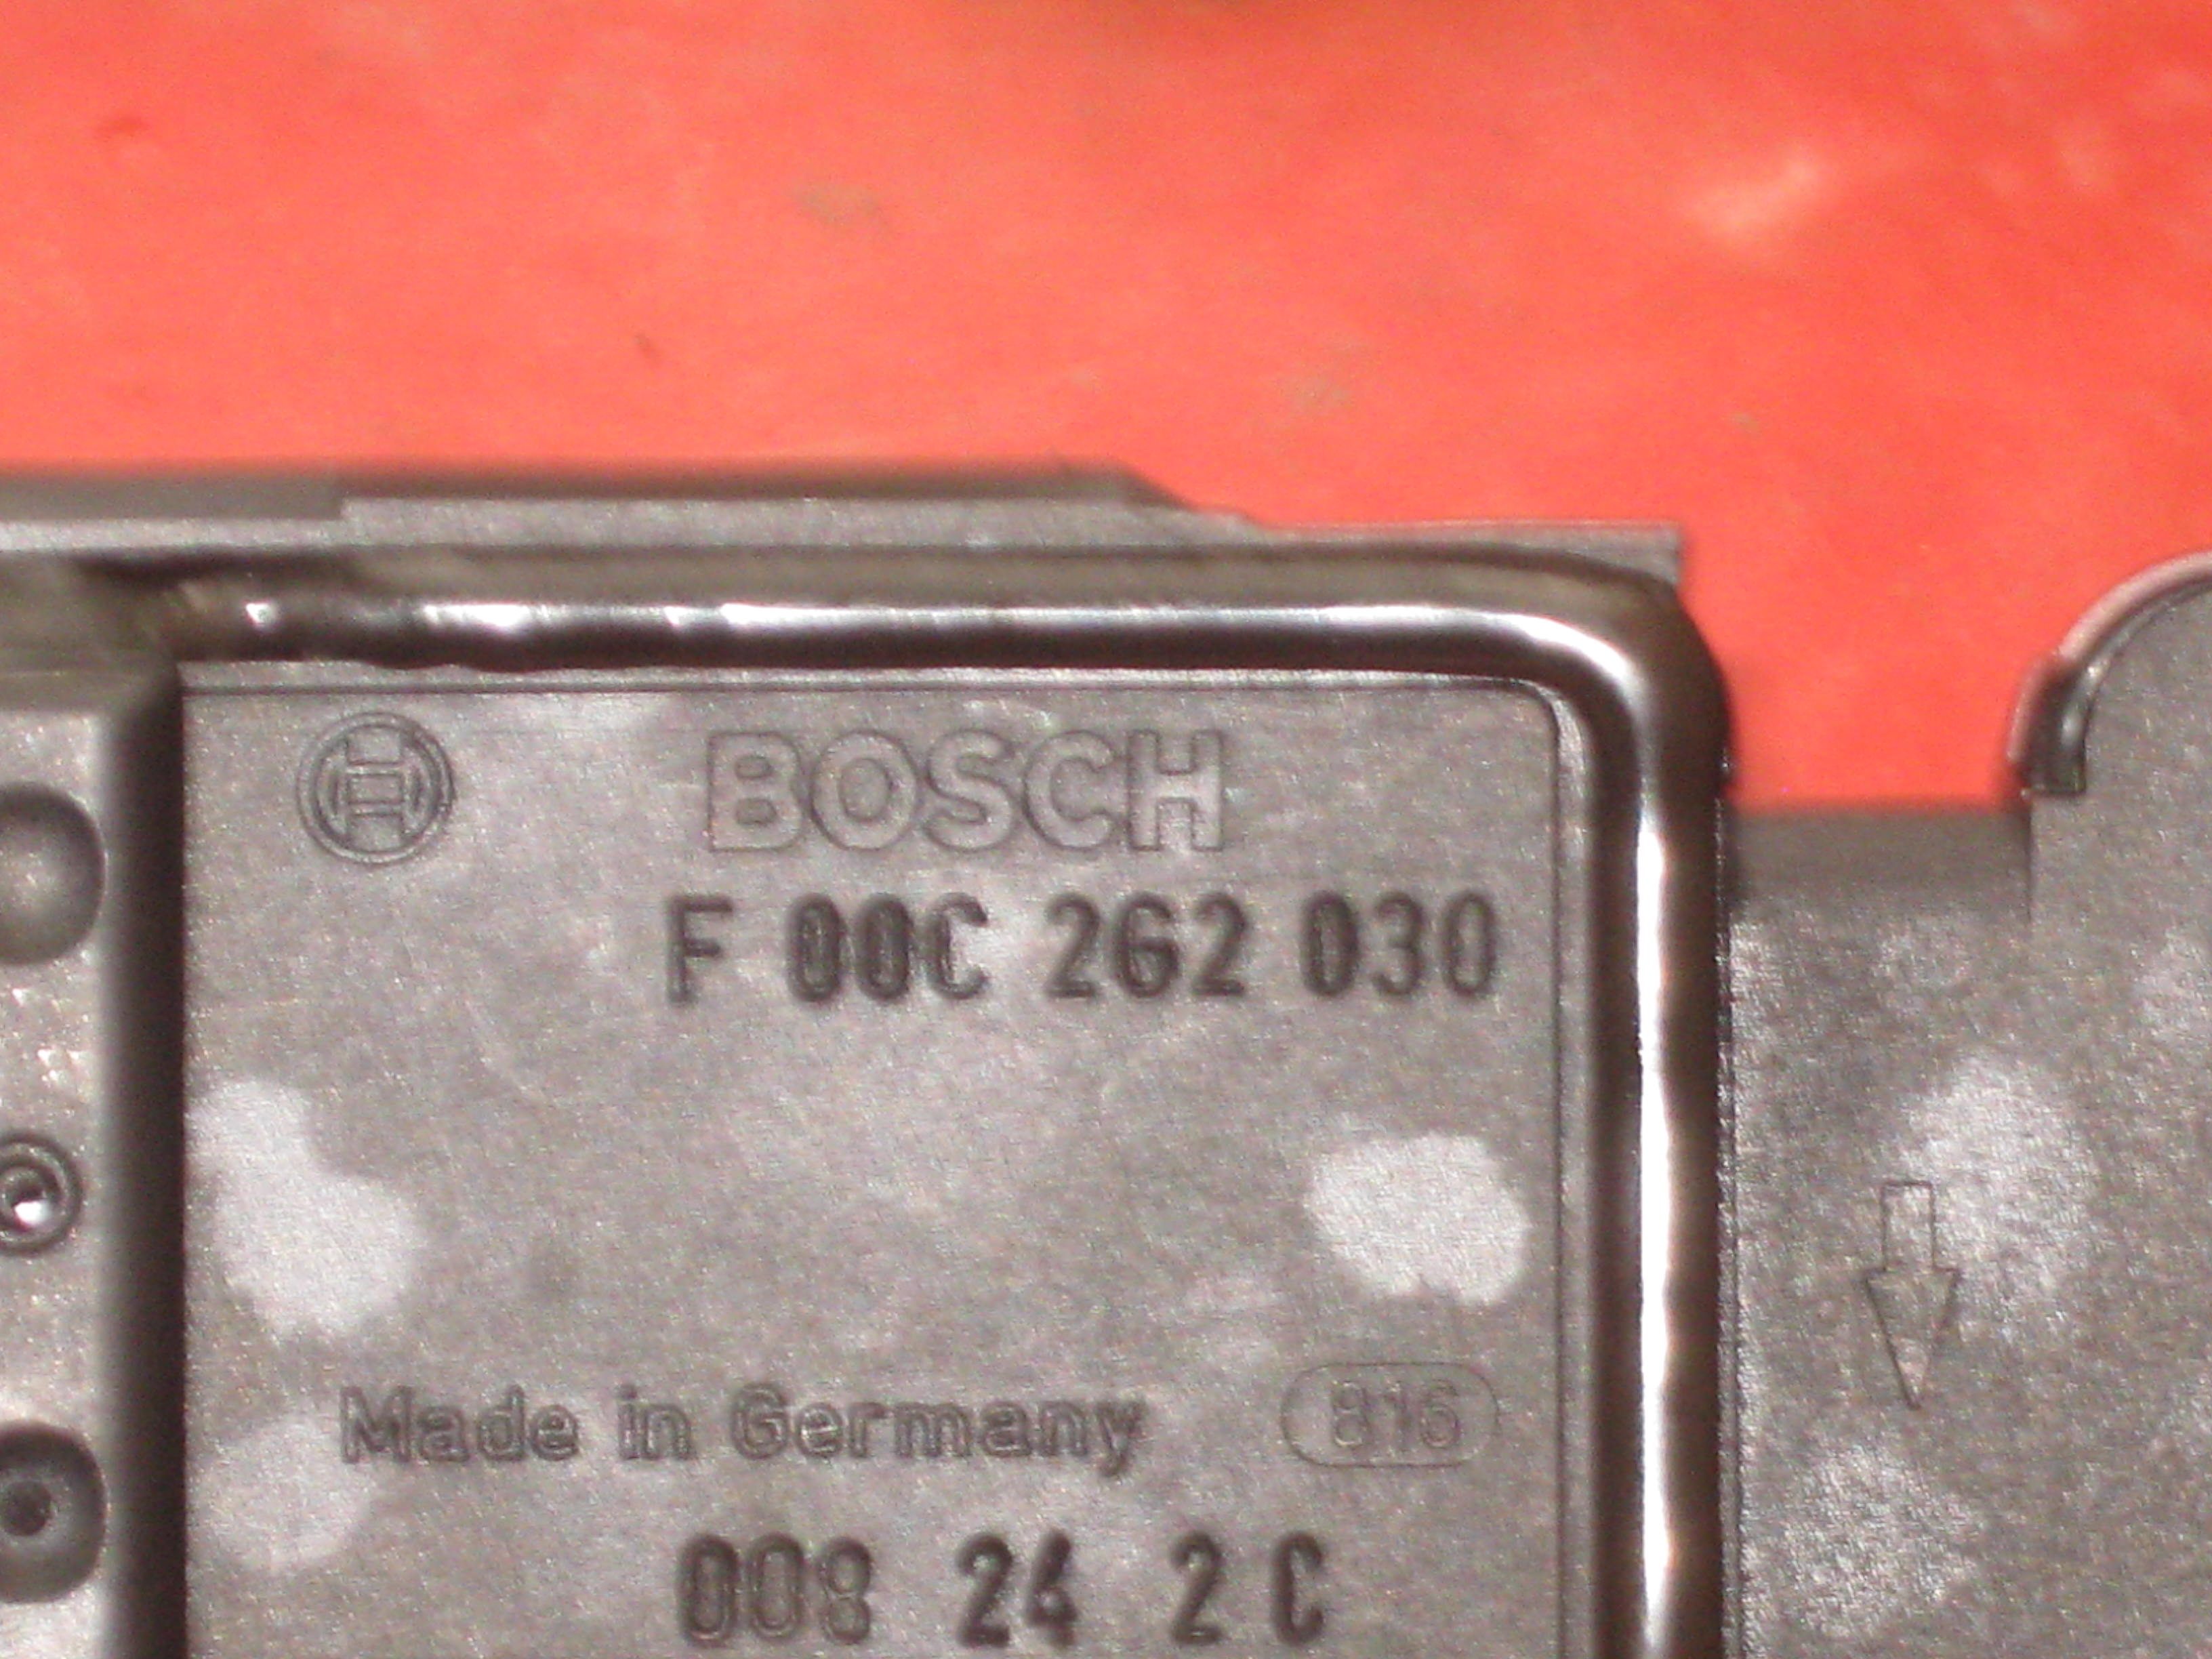 BOSCH
F 00C 262 030
Made in Germany 816
008 24 2 C